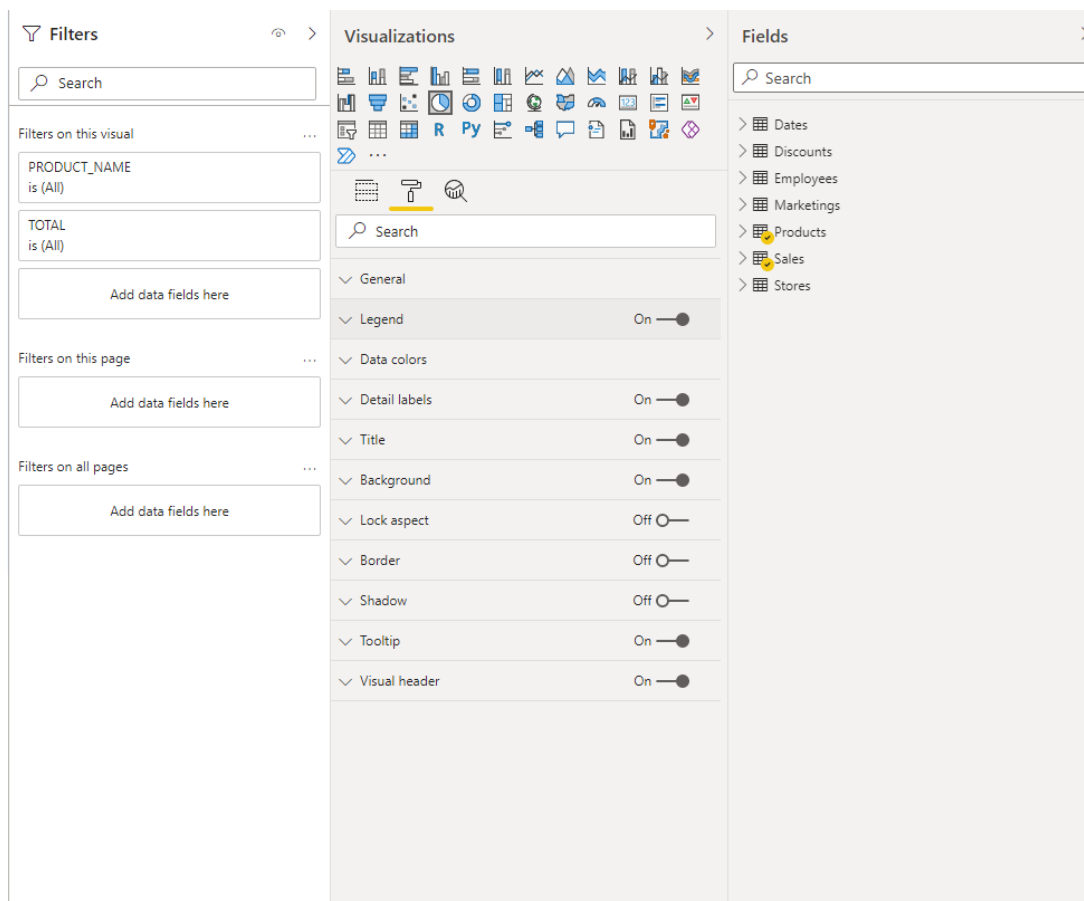 Filters
Search
Filters on this visual
...
PRODUCT_NAME
is (All)
TOTAL
is (All)
Add data fields here
Filters on this page
...
Add data fields here
Filters on all pages
...
Add data fields here
Visualizations
123
R Py
...
Search
General
Legend On
Data colors
Detail labels On
Title On
Background On
Lock aspect Off
Border Off
Shadow Off
Tooltip On
Visual header On
Fields
Search
Dates
Discounts
Employees
Marketings
Products
Sales
Stores